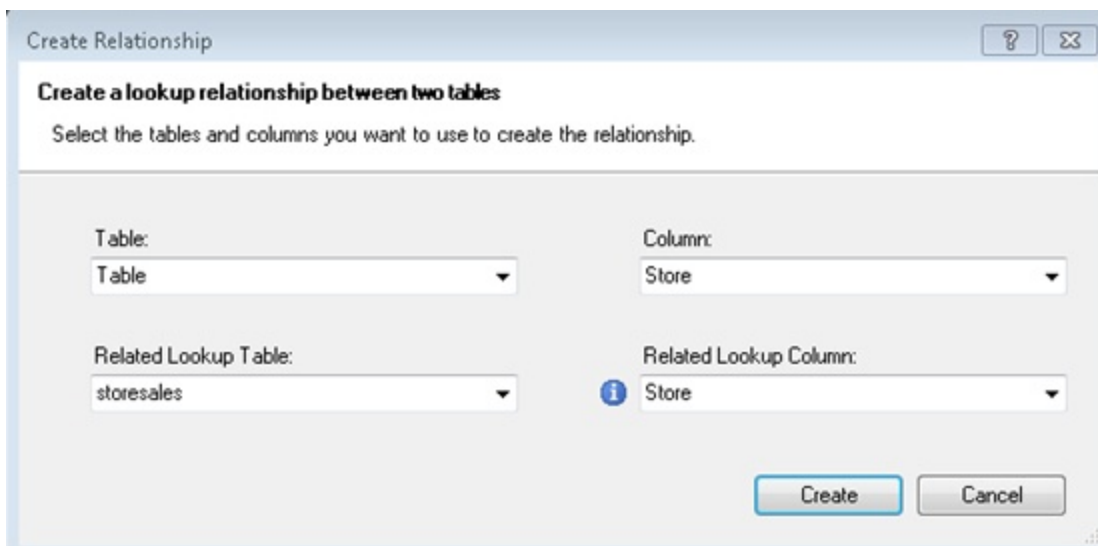 Create Relationship
Create a lookup relationship between two tables
Select the tables and columns you want to use to create the relationship.
Table:
Column:
Table
Store
Related Lookup Table:
Related Lookup Column:
storesales
Store
Create
Cancel